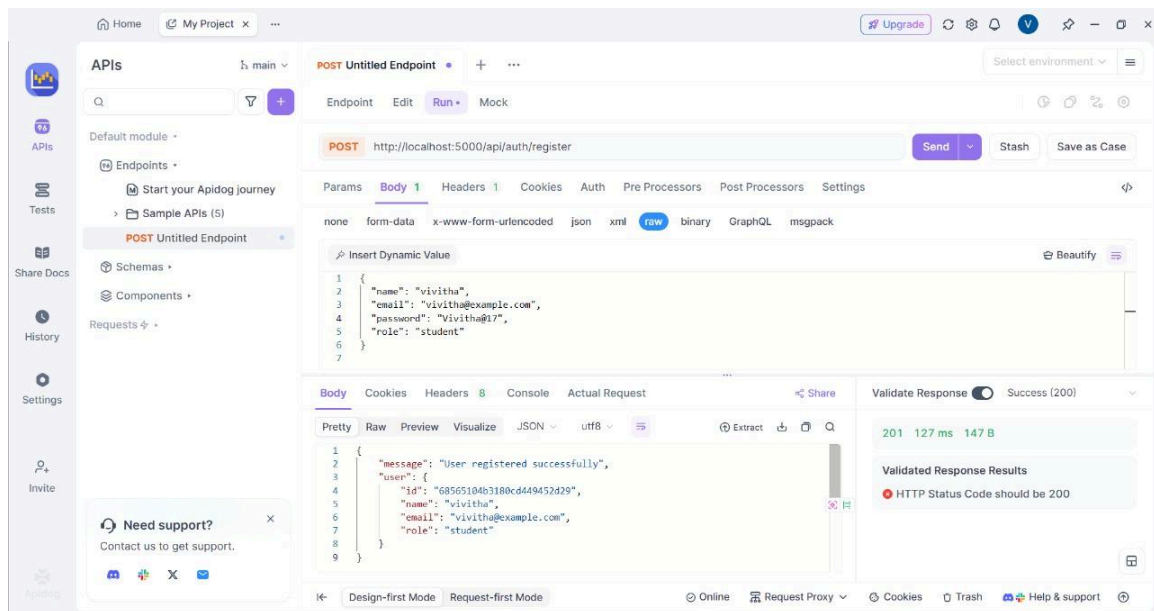 Home
My Project ×
...
Upgrade
V
APIs
Tests
Share Docs
History
Settings
Invite
Apidog
APIs
main
Default module
Endpoints
Start your Apidog journey
Sample APIs (5)
POST Untitled Endpoint
Schemas
Components
Requests
Need support?
Contact us to get support.
POST Untitled Endpoint
+ ...
Select environment
Endpoint Edit Run Mock
POST http://localhost:5000/api/auth/register
Send
Stash
Save as Case
Params Body 1 Headers 1 Cookies Auth Pre Processors Post Processors Settings
none form-data x-www-form-urlencoded json xml raw binary GraphQL msgpack
Insert Dynamic Value
Beautify
1 {
2 "name": "vivitha",
3 "email": "vivitha@example.com",
4 "password": "Vivitha@17",
5 "role": "student"
6 }
7
Body Cookies Headers 8 Console Actual Request
Share
Pretty Raw Preview Visualize JSON utf8
Extract
1 {
2 "message": "User registered successfully",
3 "user": {
4 "id": "68565104b3180cd449452d29",
5 "name": "vivitha",
6 "email": "vivitha@example.com",
7 "role": "student"
8 }
9 }
Validate Response
Success (200)
201 127 ms 147 B
Validated Response Results
HTTP Status Code should be 200
Design-first Mode Request-first Mode
Online
Request Proxy
Cookies
Trash
Help & support